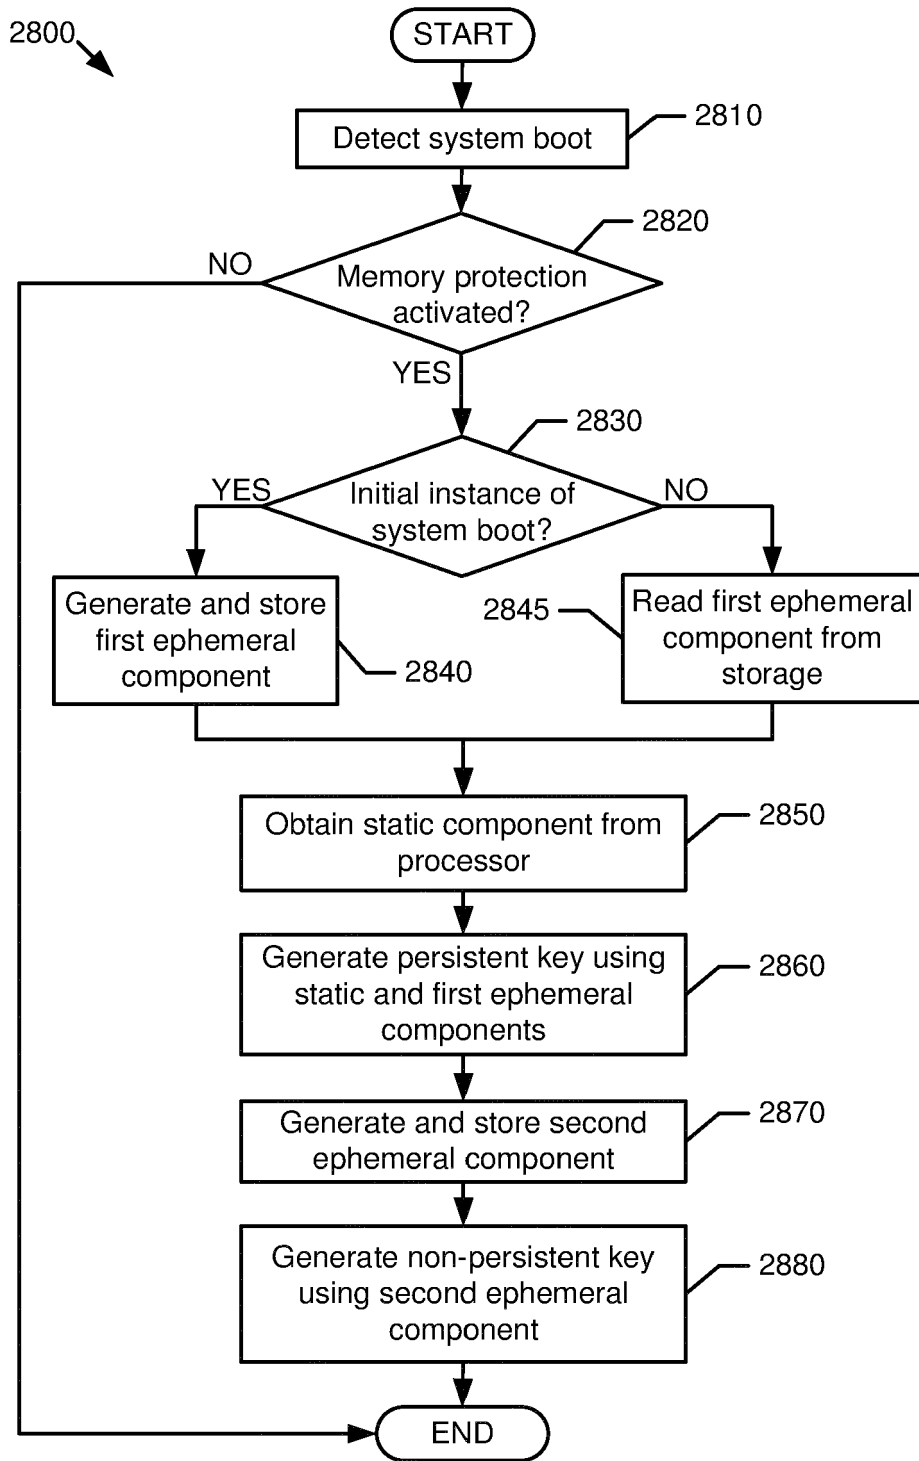 2800
START
Detect system boot
2810
2820
NO
Memory protection
activated?
YES
2830
YES
Initial instance of
system boot?
NO
Generate and store
first ephemeral
component
2840
2845
Read first ephemeral
component from
storage
Obtain static component from
processor
2850
Generate persistent key using
static and first ephemeral
components
2860
Generate and store second
ephemeral component
2870
Generate non-persistent key
using second ephemeral
component
2880
END